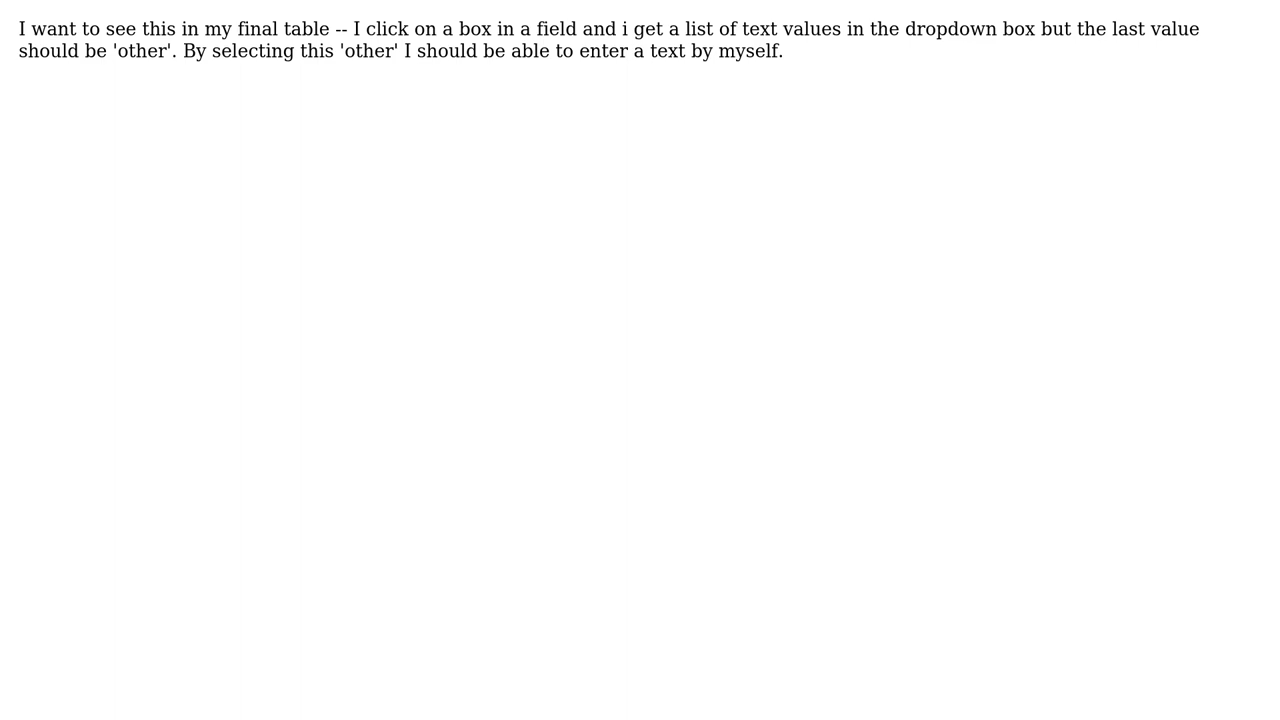 I want to see this in my final table -- I click on a box in a field and i get a list of text values in the dropdown box but the last value
should be 'other'. By selecting this 'other' I should be able to enter a text by myself.